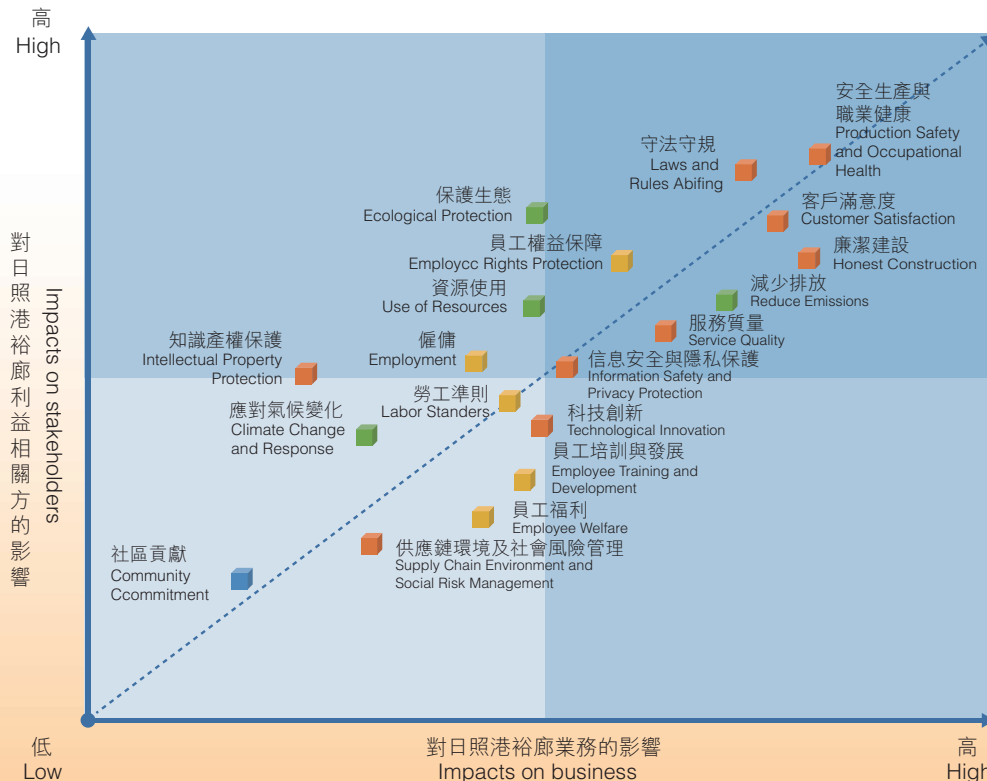 高
High
安全生產與
職業健康
Production Safety
and Occupational
Health
守法守規
Laws and
Rules Abifing
保護生態
Ecological Protection
客戶滿意度
Customer Satisfaction
員工權益保障
Employcc Rights Protection
廉潔建設
Honest Construction
資源使用
Use of Resources
減少排放
Reduce Emissions
服務質量
Service Quality
知識產權保護
Intellectual Property
Protection
僱傭
Employment
信息安全與隱私保護
Information Safety and
Privacy Protection
勞工準則
Labor Standers
應對氣候變化
Climate Change
and Response
科技創新
Technological Innovation
員工培訓與發展
Employee Training and
Development
員工福利
Employee Welfare
供應鏈環境及社會風險管理
Supply Chain Environment and
Social Risk Management
社區貢獻
Community
Ccommitment
對日照港裕廊利益相關方的影響
Impacts on stakeholders
低
Low
對日照港裕廊業務的影響
Impacts on business
高
High